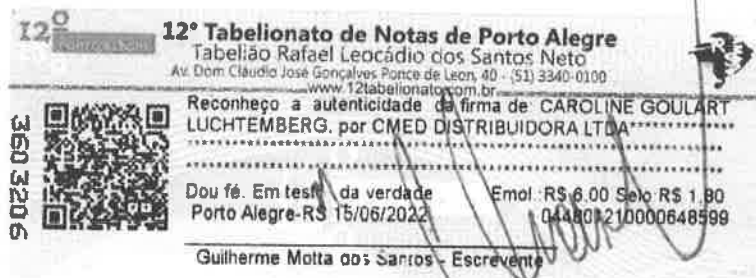 12º
12º Tabelionato de Notas de Porto Alegre
Tabelião Rafael Leocádio dos Santos Neto
Av. Dom Cláudio José Gonçalves Ponce de Leon, 40 - (51) 3340-0100
www.12tabelionato.com.br
Reconheço a autenticidade da firma de CAROLINE GOULART
LUCHTEMBERG, por CMED DISTRIBUIDORA LTDA
Dou fé. Em testº da verdade Emol.:R$ 6,00 Selo:R$ 1,80
Porto Alegre-RS 15/06/2022 044801210000648599
Guilherme Motta dos Santos - Escrevente
360 3206